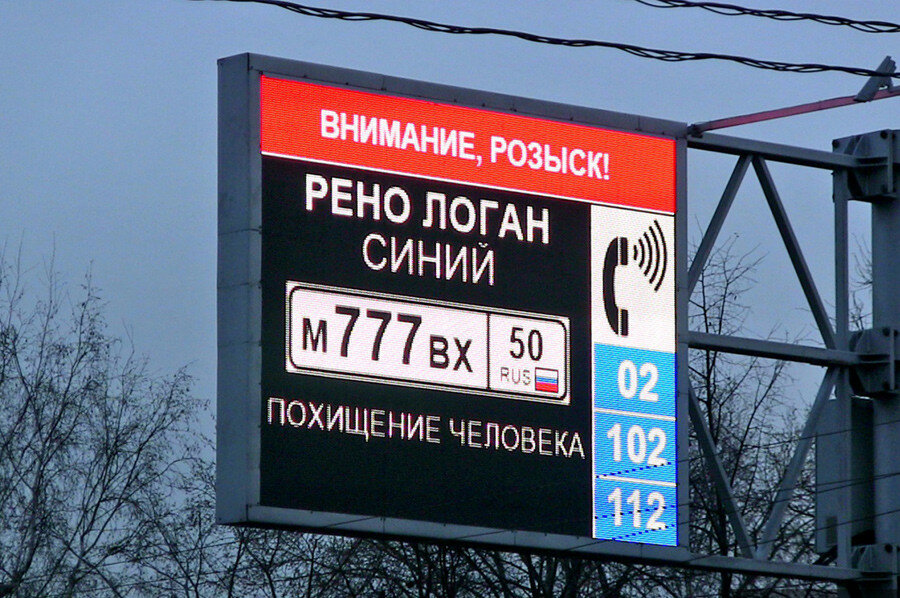 ВНИМАНИЕ, РОЗЫСК!
РЕНО ЛОГАН
СИНИЙ
М777ВХ 50
RUS
ПОХИЩЕНИЕ ЧЕЛОВЕКА
02
102
112